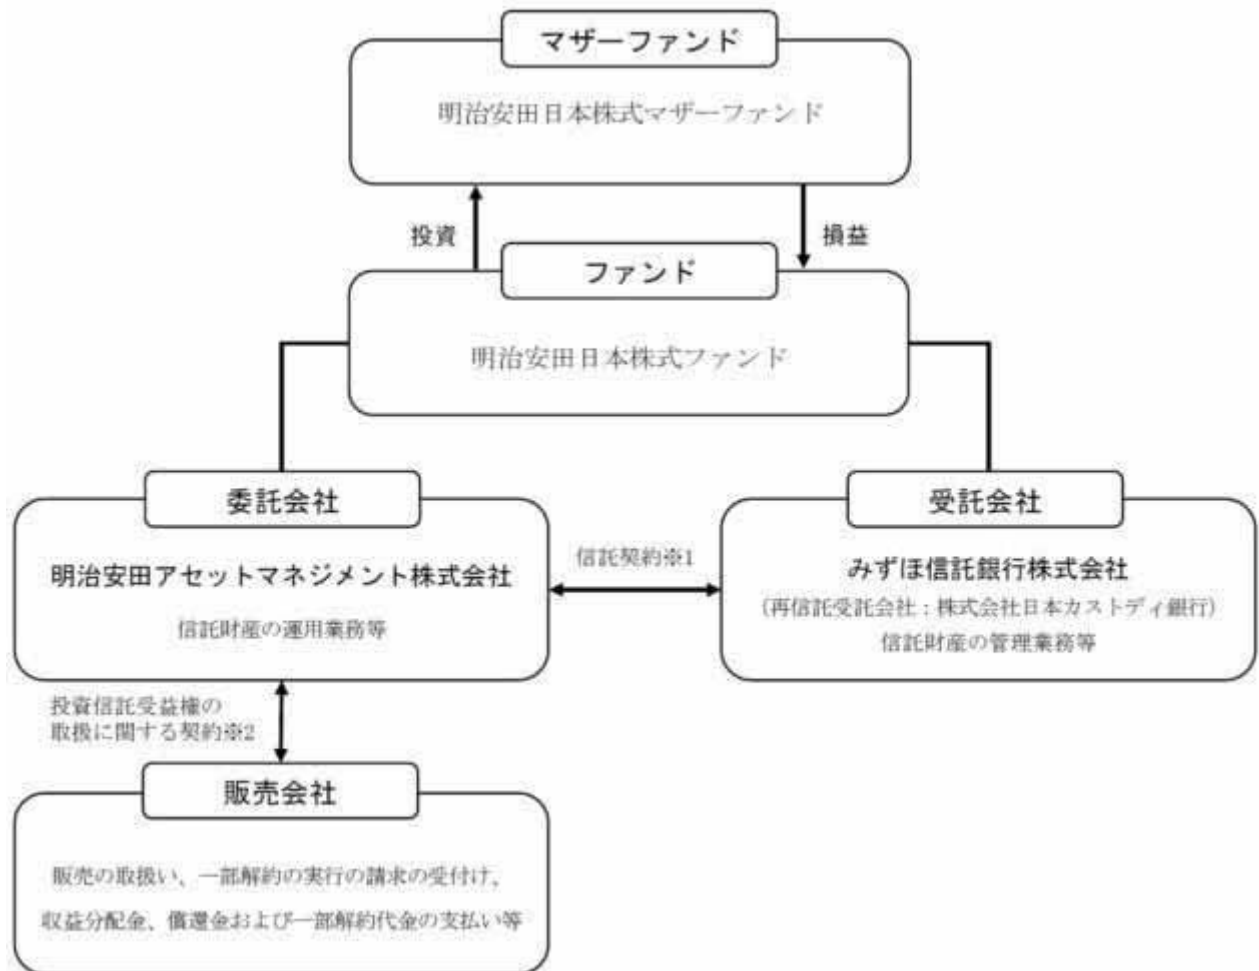 マザーファンド
明治安田日本株式マザーファンド
投資
損益
ファンド
明治安田日本株式ファンド
委託会社
明治安田アセットマネジメント株式会社
信託財産の運用業務等
信託契約※1
受託会社
みずほ信託銀行株式会社
(再信託受託会社：株式会社日本カストディ銀行)
信託財産の管理業務等
投資信託受益権の
取扱に関する契約※2
販売会社
販売の取扱い、一部解約の実行の請求の受付け、
収益分配金、償還金および一部解約代金の支払い等